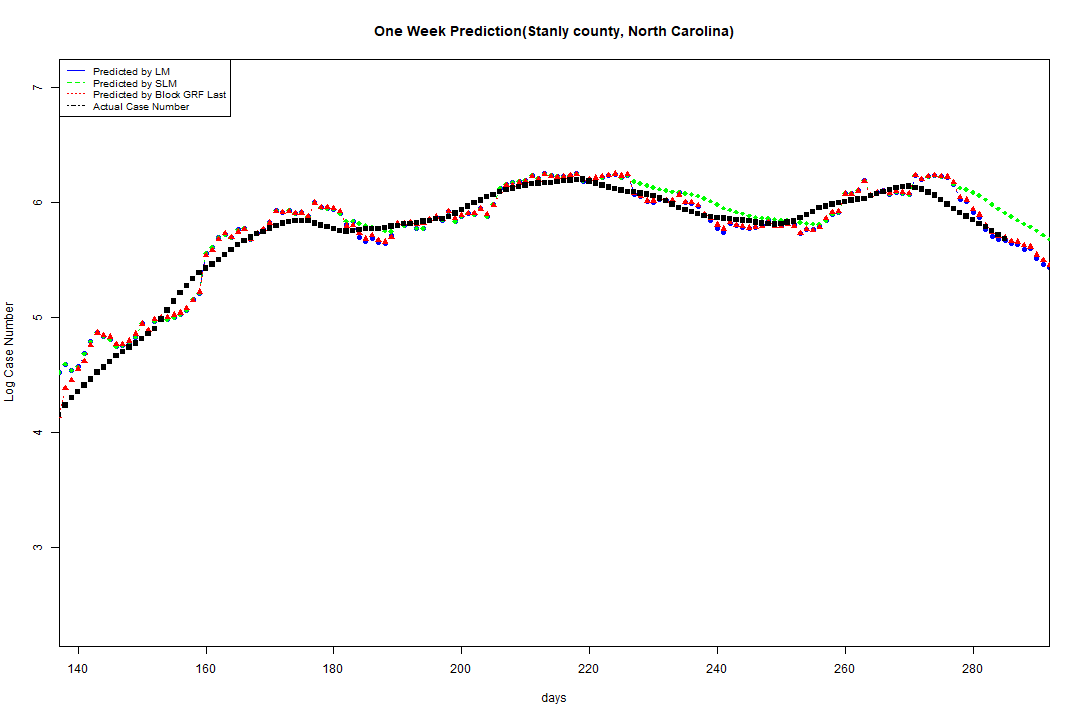 One Week Prediction(Stanly county, North Carolina)
Predicted by LM
Predicted by SLM
Predicted by Block GRF Last
Actual Case Number
7
6
5
4
3
Log Case Number
140 160 180 200 220 240 260 280
days